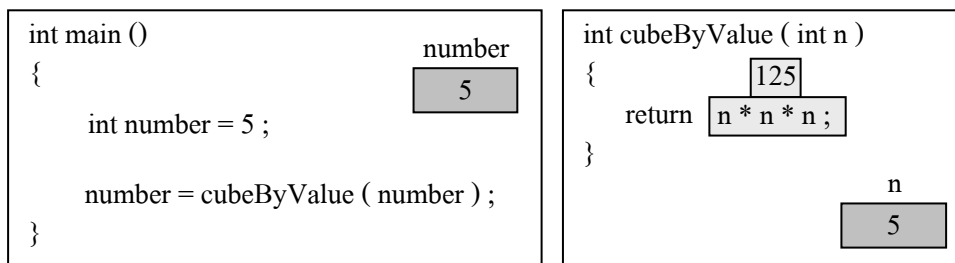 int main ()
number
{
5
int number = 5 ;
number = cubeByValue ( number ) ;
}
int cubeByValue ( int n )
{
125
return n * n * n ;
}
n
5